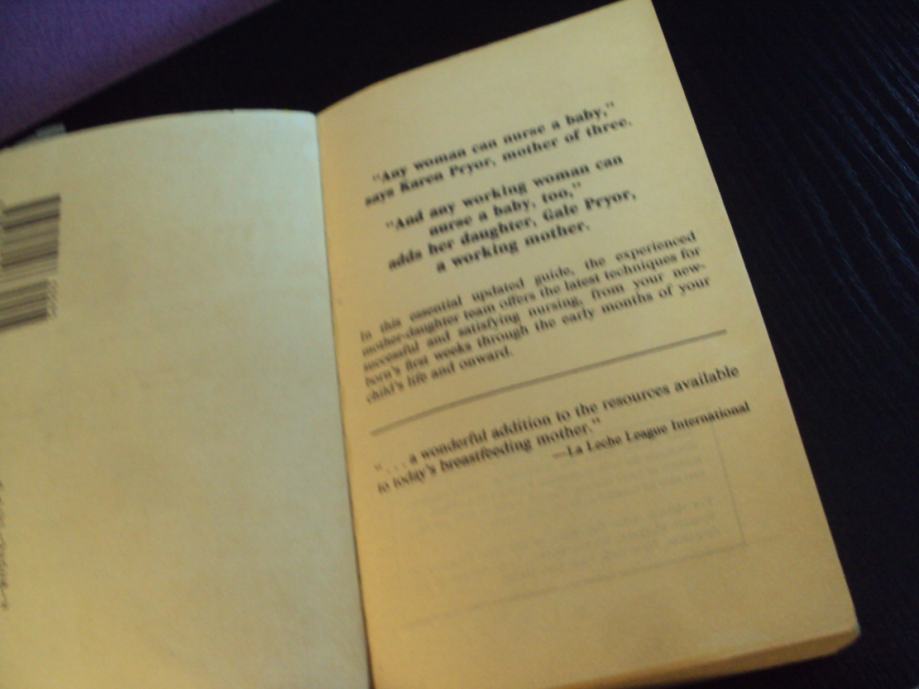 "Any woman can nurse a baby,"
says Karen Pryor, mother of three.
"And any working woman can
nurse a baby, too,"
adds her daughter, Gale Pryor,
a working mother.
In this essential updated guide, the experienced
mother-daughter team offers the latest techniques for
successful and satisfying nursing, from your new-
born's first weeks through the early months of your
child's life and onward.
". . . a wonderful addition to the resources available
to today's breastfeeding mother."
—La Leche League International